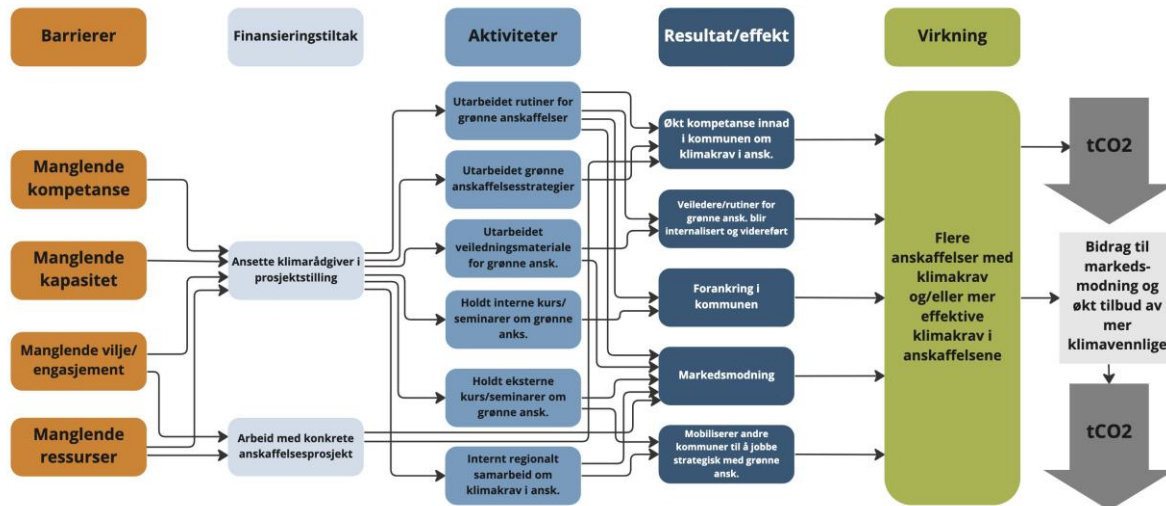 Barrierer
Finansieringstiltak
Aktiviteter
Resultat/effekt
Virkning
Manglende
kompetanse
Manglende
kapasitet
Manglende vilje/
engasjement
Manglende
ressurser
Ansette klimarådgiver i
prosjektstilling
Arbeid med konkrete
anskaffelsesprosjekt
Utarbeidet rutiner for
grønne anskaffelser
Utarbeidet grønne
anskaffelsesstrategier
Utarbeidet
veiledningsmateriale
for grønne ansk.
Holdt interne kurs/
seminarer om grønne
anks.
Holdt eksterne
kurs/seminarer om
grønne ansk.
Internt regionalt
samarbeid om
klimakrav i ansk.
Økt kompetanse innad
i kommunen om
klimakrav i ansk.
Veiledere/rutiner for
grønne ansk. blir
internalisert og videreført
Forankring i
kommunen
Markedsmodning
Mobiliserer andre
kommuner til å jobbe
strategisk med grønne
ansk.
Flere
anskaffelser med
klimakrav
og/eller mer
effektive
klimakrav i
anskaffelsene
tCO2
Bidrag til
markeds-
modning og
økt tilbud av
mer
klimavennlige
tCO2